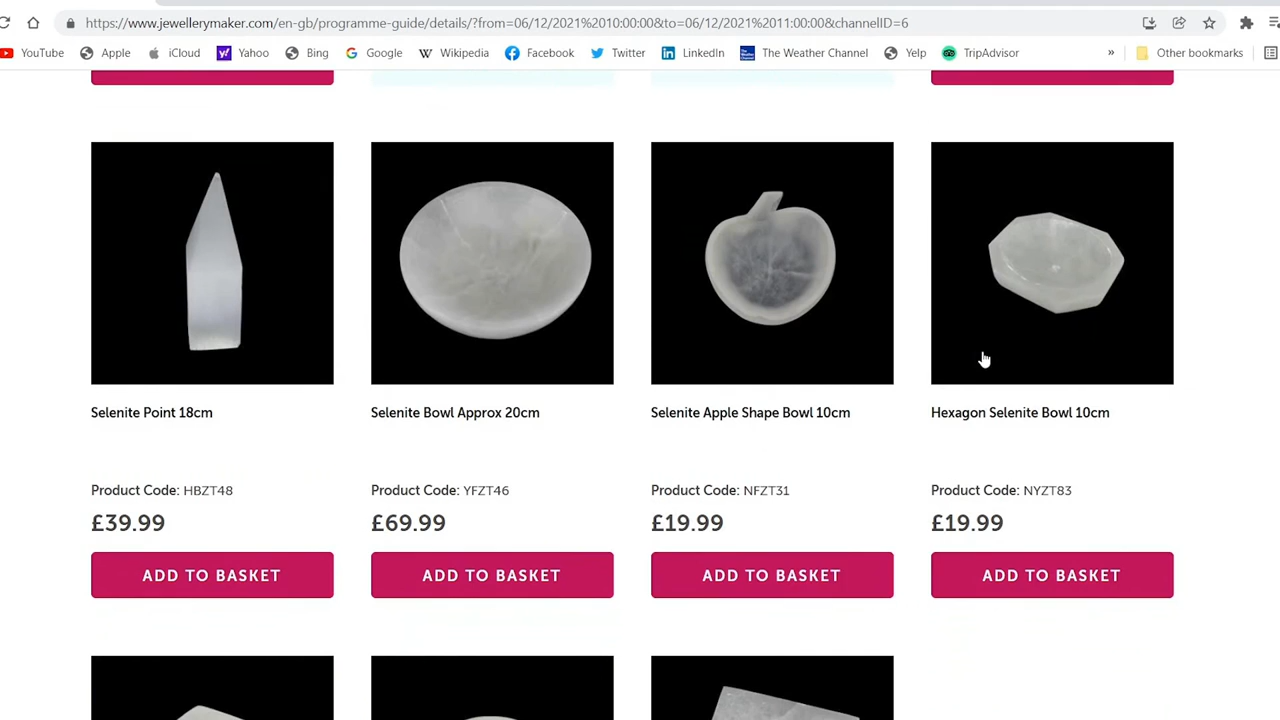 https://www.jewellerymaker.com/en-gb/programme-guide/details/?from=06/12/2021%2010:00:00&to=06/12/2021%2011:00:00&channelID=6
YouTube Apple iCloud Yahoo Bing Google Wikipedia Facebook Twitter LinkedIn The Weather Channel Yelp TripAdvisor » Other bookmarks
Selenite Point 18cm
Product Code: HBZT48
£39.99
ADD TO BASKET
Selenite Bowl Approx 20cm
Product Code: YFZT46
£69.99
ADD TO BASKET
Selenite Apple Shape Bowl 10cm
Product Code: NFZT31
£19.99
ADD TO BASKET
Hexagon Selenite Bowl 10cm
Product Code: NYZT83
£19.99
ADD TO BASKET